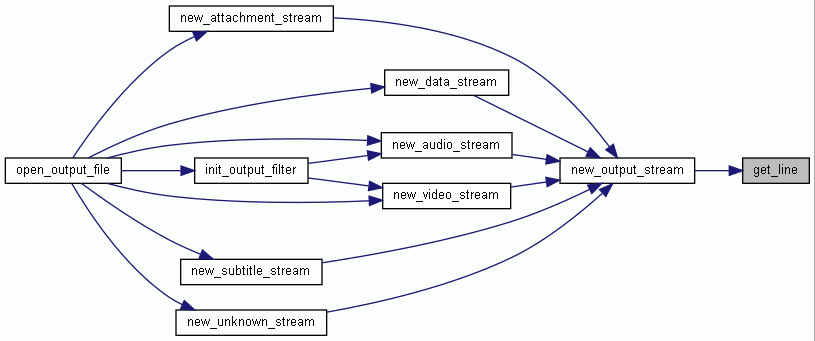 new_attachment_stream
new_data_stream
new_audio_stream
open_output_file
init_output_filter
new_output_stream
get_line
new_video_stream
new_subtitle_stream
new_unknown_stream